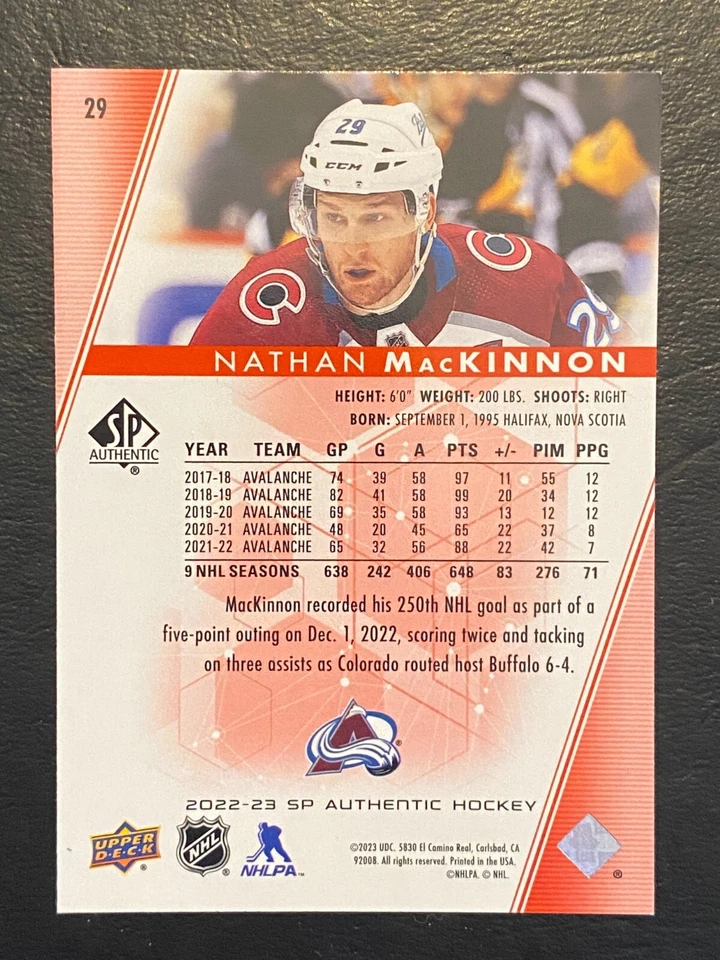 29
29
CCM
29
NATHAN MacKINNON
HEIGHT: 6'0" WEIGHT: 200 LBS. SHOOTS: RIGHT
BORN: SEPTEMBER 1, 1995 HALIFAX, NOVA SCOTIA
SP
AUTHENTIC
®
YEAR TEAM GP G A PTS +/- PIM PPG
2017-18 AVALANCHE 74 39 58 97 11 55 12
2018-19 AVALANCHE 82 41 58 99 20 34 12
2019-20 AVALANCHE 69 35 58 93 13 12 12
2020-21 AVALANCHE 48 20 45 65 22 37 8
2021-22 AVALANCHE 65 32 56 88 22 42 7
9 NHL SEASONS 638 242 406 648 83 276 71
MacKinnon recorded his 250th NHL goal as part of a
five-point outing on Dec. 1, 2022, scoring twice and tacking
on three assists as Colorado routed host Buffalo 6-4.
A ®
2022-23 SP AUTHENTIC HOCKEY
UPPER
D·E·C·K ®
NHL ®
NHLPA™
©2023 UDC. 5830 El Camino Real, Carlsbad, CA
92008. All rights reserved. Printed in the USA.
©NHLPA. © NHL.
®